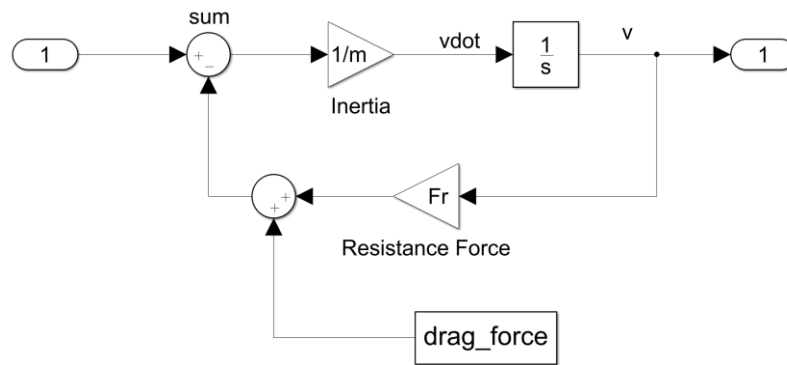 sum
1
+
−
1/m
vdot
1
s
v
1
Inertia
Fr
+
+
Resistance Force
drag_force